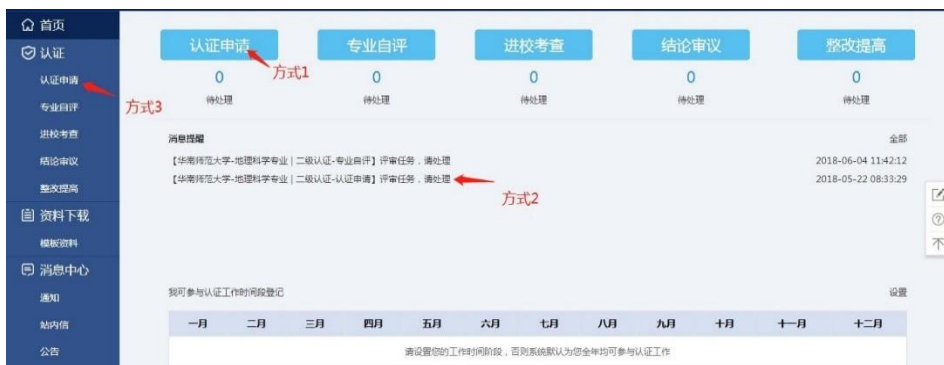 首页
认证
认证申请
专业自评
进校考查
结论审议
整改提高
资料下载
模板资料
消息中心
通知
站内信
公告
认证申请 专业自评 进校考查 结论审议 整改提高
方式1
0 0 0 0 0
待处理 待处理 待处理 待处理 待处理
方式3
消息提醒 全部
【华南师范大学-地理科学专业 | 二级认证-专业自评】评审任务，请处理 2018-06-04 11:42:12
【华南师范大学-地理科学专业 | 二级认证-认证申请】评审任务，请处理 2018-05-22 08:33:29
方式2
我可参与认证工作时间段登记 设置
一月 二月 三月 四月 五月 六月 七月 八月 九月 十月 十一月 十二月
请设置您的工作时间阶段，否则系统默认为您全年均可参与认证工作